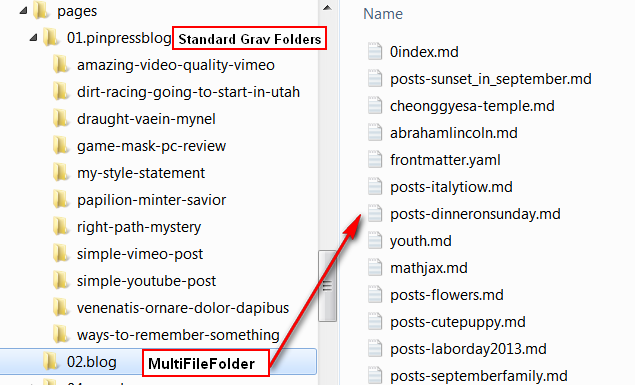 pages
01.pinpressblog Standard Grav Folders
amazing-video-quality-vimeo
dirt-racing-going-to-start-in-utah
draught-vaein-mynel
game-mask-pc-review
my-style-statement
papilion-minter-savior
right-path-mystery
simple-vimeo-post
simple-youtube-post
venenatis-ornare-dolor-dapibus
ways-to-remember-something
02.blog MultiFileFolder
Name
0index.md
posts-sunset_in_september.md
cheonggyesa-temple.md
abrahamlincoln.md
frontmatter.yaml
posts-italytiow.md
posts-dinneronsunday.md
youth.md
mathjax.md
posts-flowers.md
posts-cutepuppy.md
posts-laborday2013.md
posts-septemberfamily.md